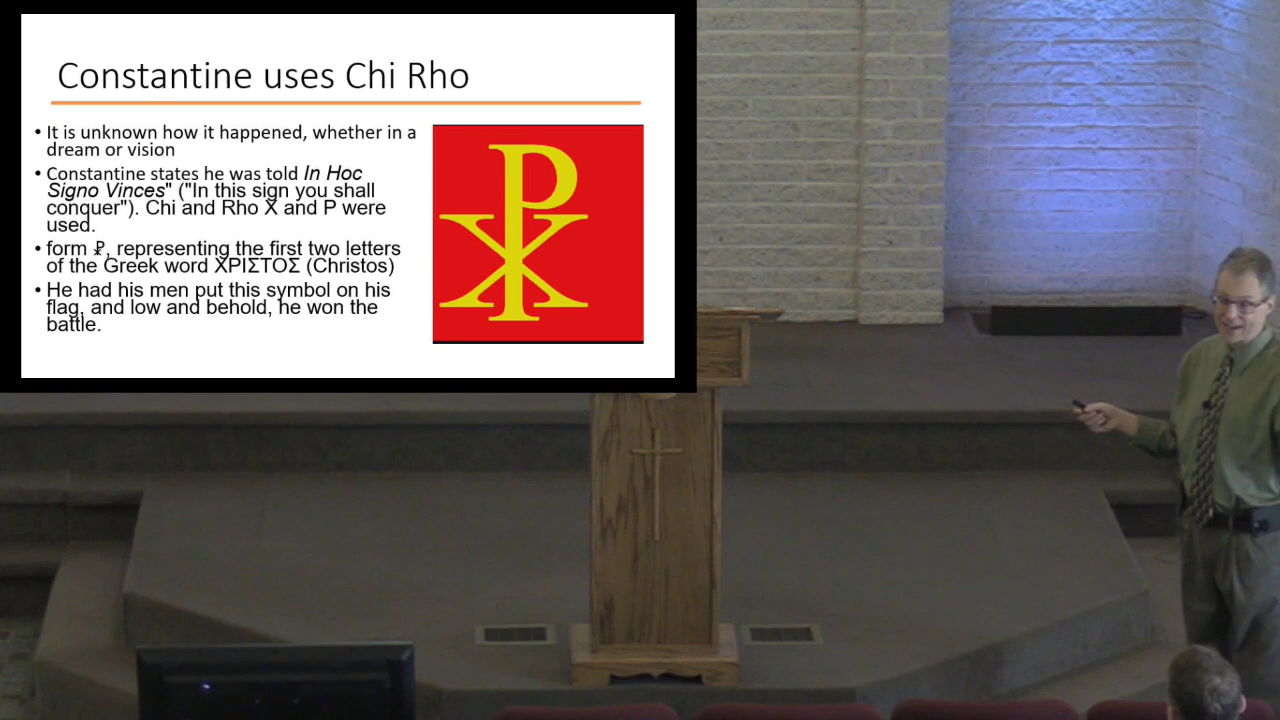 Constantine uses Chi Rho
• It is unknown how it happened, whether in a
dream or vision
• Constantine states he was told In Hoc
Signo Vinces" ("In this sign you shall
conquer"). Chi and Rho X and P were
used.
• form ⳩, representing the first two letters
of the Greek word ΧΡΙΣΤΟΣ (Christos)
• He had his men put this symbol on his
flag, and low and behold, he won the
battle.